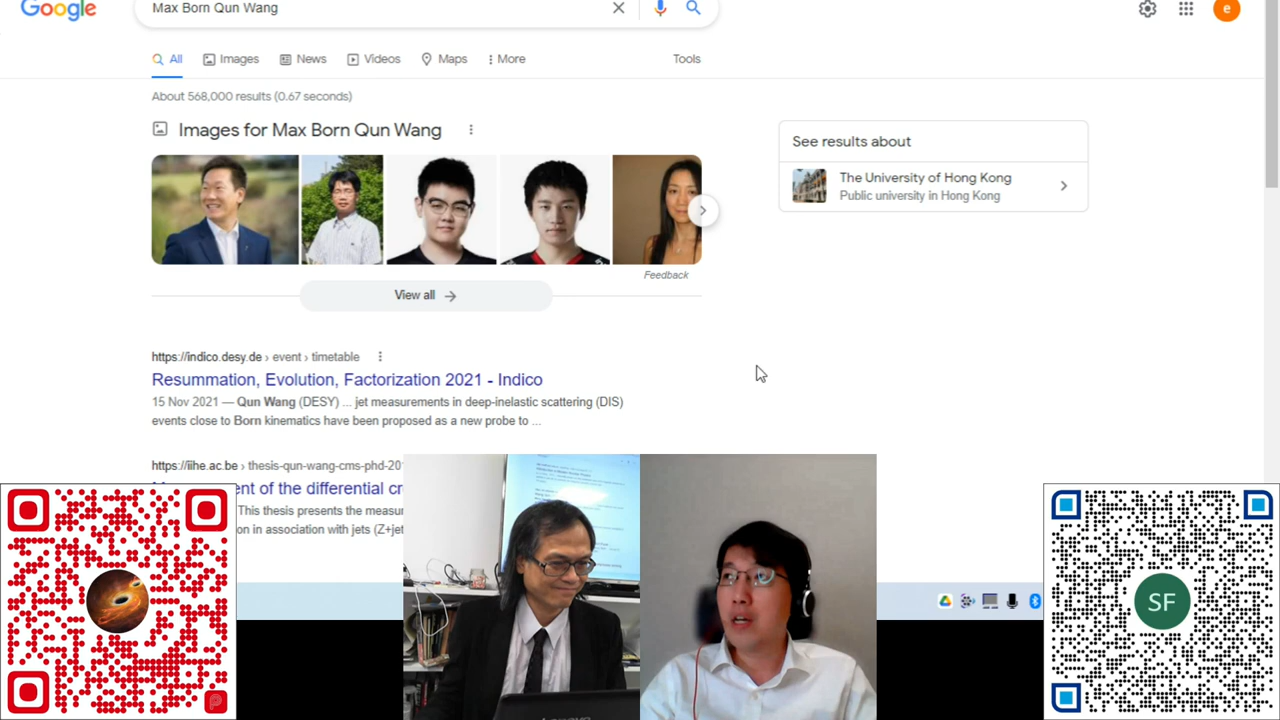 Google
Max Born Qun Wang
e
All
Images
News
Videos
Maps
More
Tools
About 568,000 results (0.67 seconds)
Images for Max Born Qun Wang
See results about
The University of Hong Kong
Public university in Hong Kong
Feedback
View all
https://indico.desy.de › event › timetable
Resummation, Evolution, Factorization 2021 - Indico
15 Nov 2021 — Qun Wang (DESY) ... jet measurements in deep-inelastic scattering (DIS)
events close to Born kinematics have been proposed as a new probe to ...
https://iihe.ac.be › thesis-qun-wang-cms-phd-20
ent of the differential cr
This thesis presents the measu
on in association with jets (Z+jet
SF